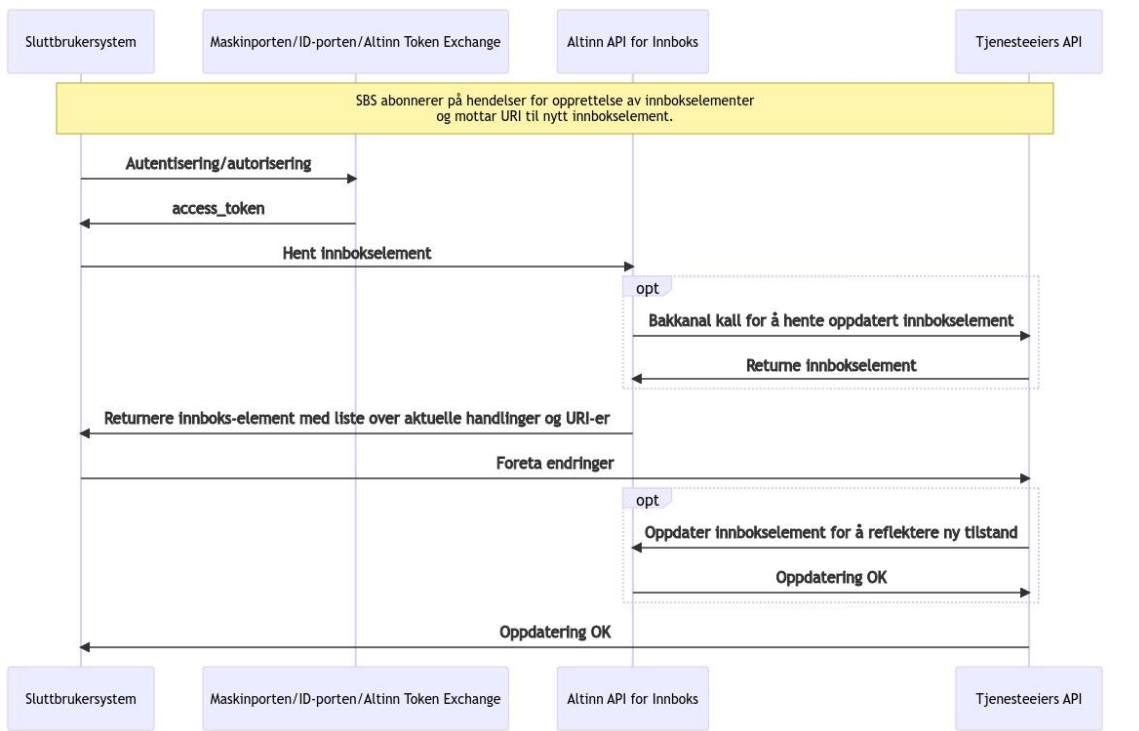 Sluttbrukersystem
Maskinporten/ID-porten/Altinn Token Exchange
Altinn API for Innboks
Tjenesteeiers API
SBS abonnerer på hendelser for opprettelse av innbokselementer
og mottar URI til nytt innbokselement.
Autentisering/autorisering
access_token
Hent innbokselement
opt
Bakkanal kall for å hente oppdatert innbokselement
Returne innbokselement
Returnere innboks-element med liste over aktuelle handlinger og URI-er
Foreta endringer
opt
Oppdater innbokselement for å reflektere ny tilstand
Oppdatering OK
Oppdatering OK
Sluttbrukersystem
Maskinporten/ID-porten/Altinn Token Exchange
Altinn API for Innboks
Tjenesteeiers API